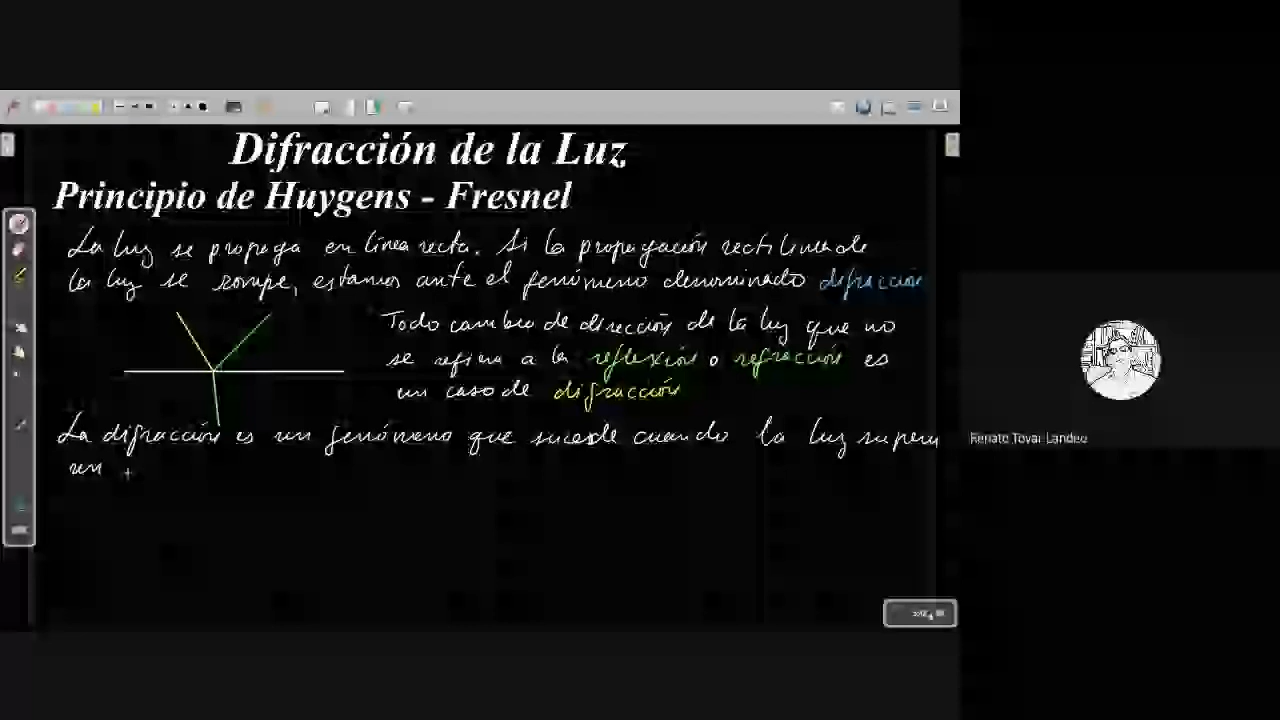 Difracción de la Luz
Principio de Huygens - Fresnel
La luz se propaga en línea recta. Si la propagación rectilínea de
la luz se rompe, estamos ante el fenómeno denominado difracción
Todo cambio de dirección de la luz que no
se refiera a la reflexión o refracción es
un caso de difracción
La difracción es un fenómeno que sucede cuando la luz supera
un
Renato Tovar Landeo